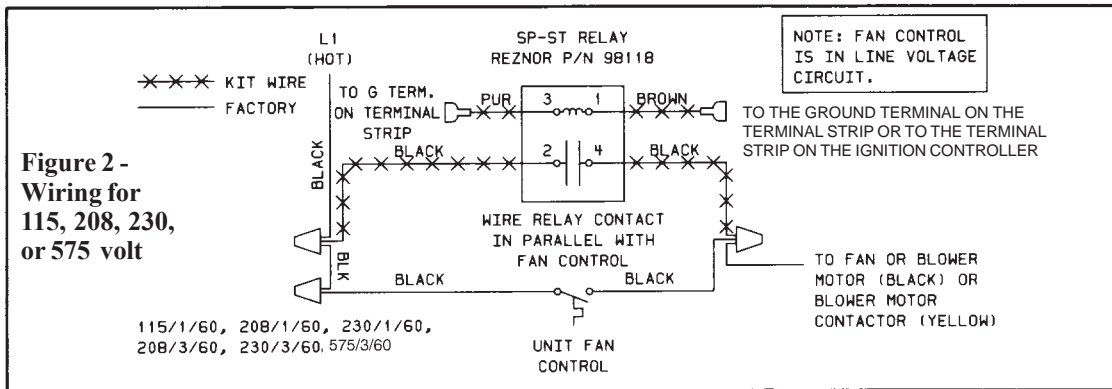 L1
(HOT)
SP-ST RELAY
REZNOR P/N 98118
NOTE: FAN CONTROL
IS IN LINE VOLTAGE
CIRCUIT.
KIT WIRE
FACTORY
TO G TERM.
ON TERMINAL
STRIP
PUR
3
1
BROWN
TO THE GROUND TERMINAL ON THE
TERMINAL STRIP OR TO THE TERMINAL
STRIP ON THE IGNITION CONTROLLER
Figure 2 -
Wiring for
115, 208, 230,
or 575 volt
BLACK
BLACK
2
4
BLACK
WIRE RELAY CONTACT
IN PARALLEL WITH
FAN CONTROL
BLK
BLACK
BLACK
TO FAN OR BLOWER
MOTOR (BLACK) OR
BLOWER MOTOR
CONTACTOR (YELLOW)
115/1/60, 208/1/60, 230/1/60,
208/3/60, 230/3/60, 575/3/60
UNIT FAN
CONTROL